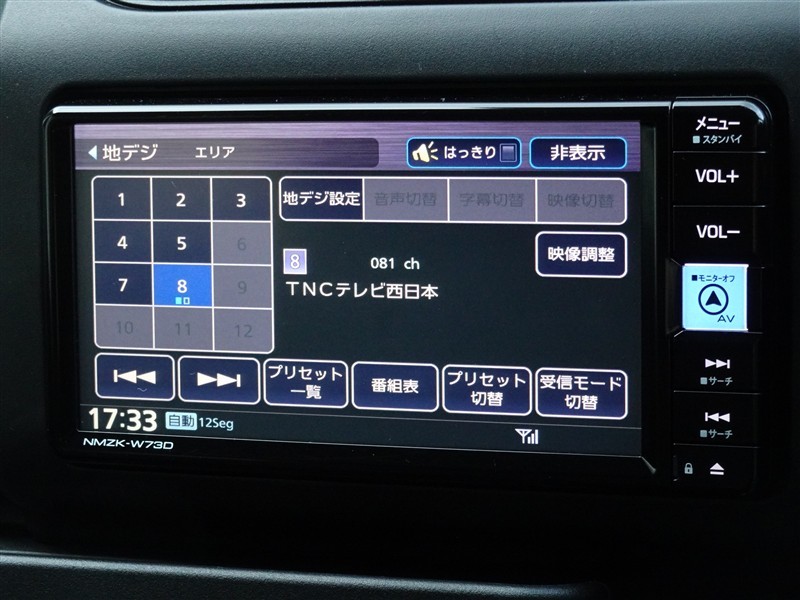 地デジ エリア はっきり 非表示
1 2 3
4 5 6
7 8 9
10 11 12
地デジ設定 音声切替 字幕切替 映像切替
8 081 ch
映像調整
TNCテレビ西日本
プリセット
一覧
番組表
プリセット
切替
受信モード
切替
17:33 自動 12Seg
NMZK-W73D
メニュー
スタンバイ
VOL+
VOL-
モニターオフ
AV
サーチ
サーチ